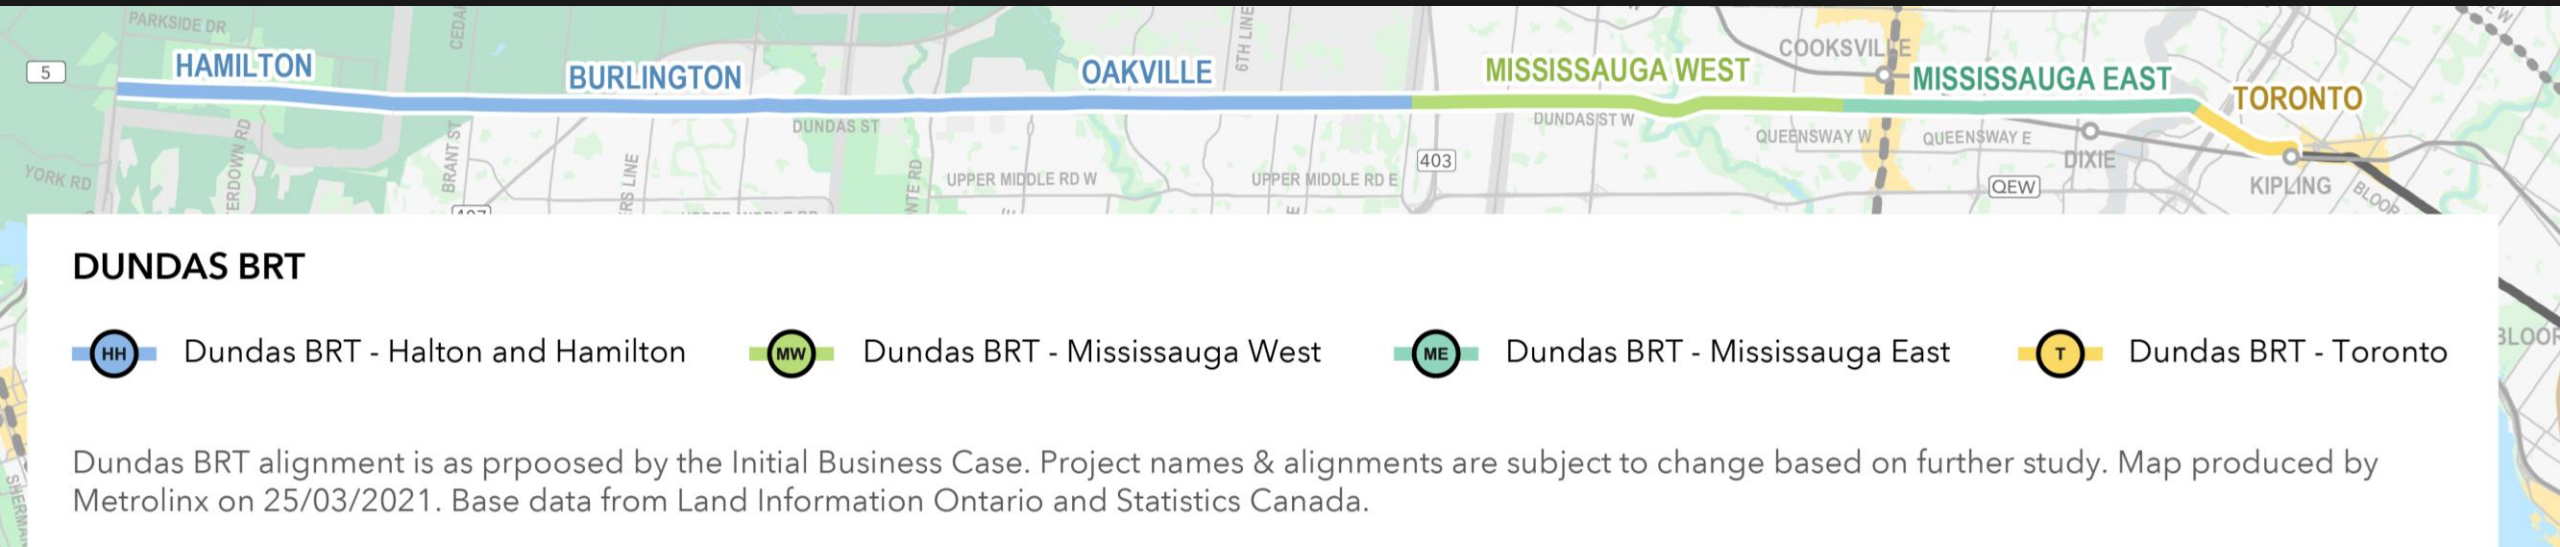 PARKSIDE DR
5
HAMILTON
BURLINGTON
OAKVILLE
6TH LINE
MISSISSAUGA WEST
COOKSVILLE
MISSISSAUGA EAST
TORONTO
DUNDAS ST
DUNDAS ST W
QUEENSWAY W
QUEENSWAY E
DIXIE
YORK RD
BRANT ST
UPPER MIDDLE RD W
UPPER MIDDLE RD E
403
QEW
KIPLING
BLOOR
DUNDAS BRT
HH Dundas BRT - Halton and Hamilton
MW Dundas BRT - Mississauga West
ME Dundas BRT - Mississauga East
T Dundas BRT - Toronto
Dundas BRT alignment is as prpoosed by the Initial Business Case. Project names & alignments are subject to change based on further study. Map produced by
Metrolinx on 25/03/2021. Base data from Land Information Ontario and Statistics Canada.